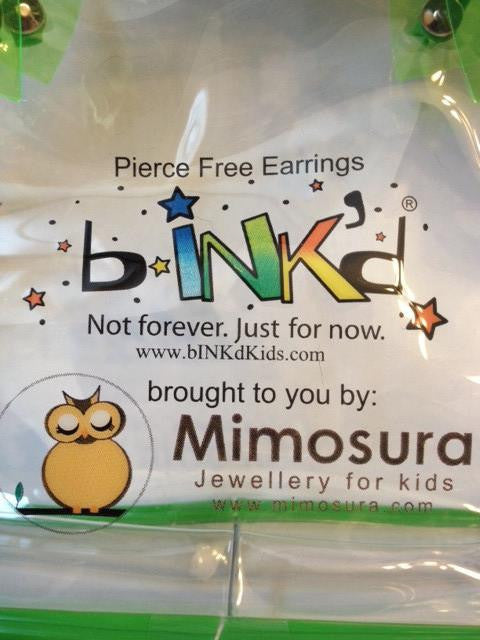 Pierce Free Earrings
bINK'd®
Not forever. Just for now.
www.bINKdKids.com
brought to you by:
Mimosura
Jewellery for kids
www.mimosura.com